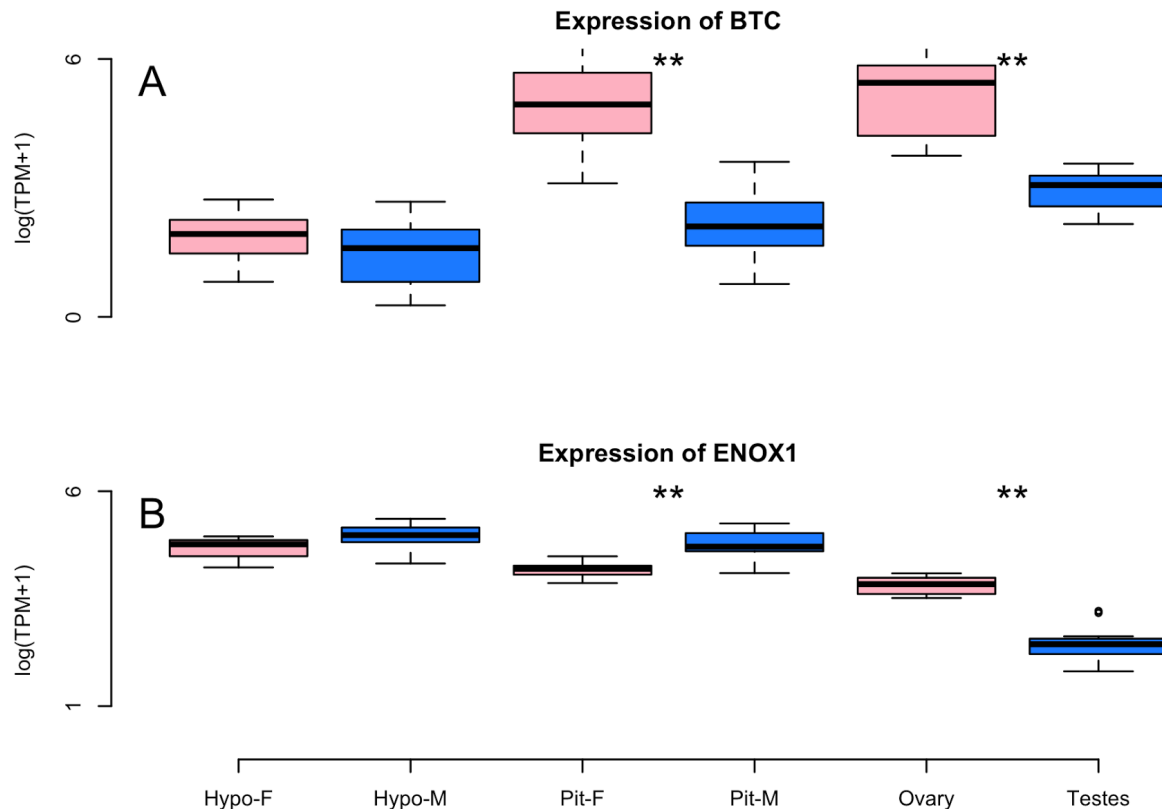 Expression of BTC
A
**
**
6
0
log(TPM+1)
Expression of ENOX1
B
**
**
6
1
log(TPM+1)
Hypo-F Hypo-M Pit-F Pit-M Ovary Testes